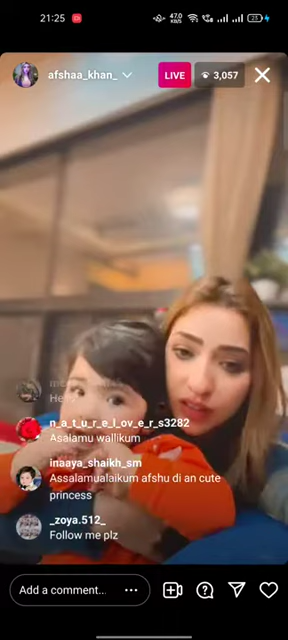 21:25
47.0
KB/S
23
afshaa_khan_
LIVE
3,057
He
n_a_t_u_r_e_l_o_v_e_r_s3282
Asalamu wallikum
inaaya_shaikh_sm
Assalamualaikum afshu di an cute
princess
_zoya.512_
Follow me plz
Add a comment...